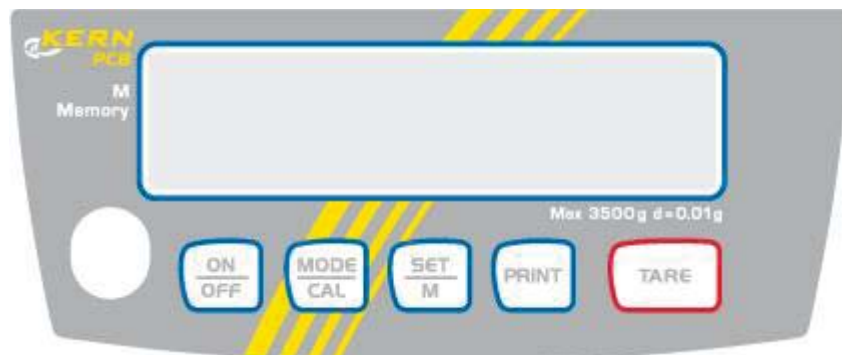 KERN
PCB
M
Memory
Max 3500g d=0.01g
ON
OFF
MODE
CAL
SET
M
PRINT
TARE